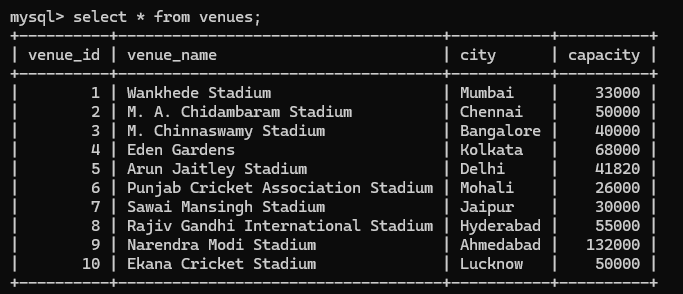 mysql> select * from venues;
+----------+------------------------------------+-----------+----------+
| venue_id | venue_name                         | city      | capacity |
+----------+------------------------------------+-----------+----------+
|        1 | Wankhede Stadium                   | Mumbai    |    33000 |
|        2 | M. A. Chidambaram Stadium          | Chennai   |    50000 |
|        3 | M. Chinnaswamy Stadium             | Bangalore |    40000 |
|        4 | Eden Gardens                       | Kolkata   |    68000 |
|        5 | Arun Jaitley Stadium               | Delhi     |    41820 |
|        6 | Punjab Cricket Association Stadium | Mohali    |    26000 |
|        7 | Sawai Mansingh Stadium             | Jaipur    |    30000 |
|        8 | Rajiv Gandhi International Stadium | Hyderabad |    55000 |
|        9 | Narendra Modi Stadium              | Ahmedabad |   132000 |
|       10 | Ekana Cricket Stadium              | Lucknow   |    50000 |
+----------+------------------------------------+-----------+----------+